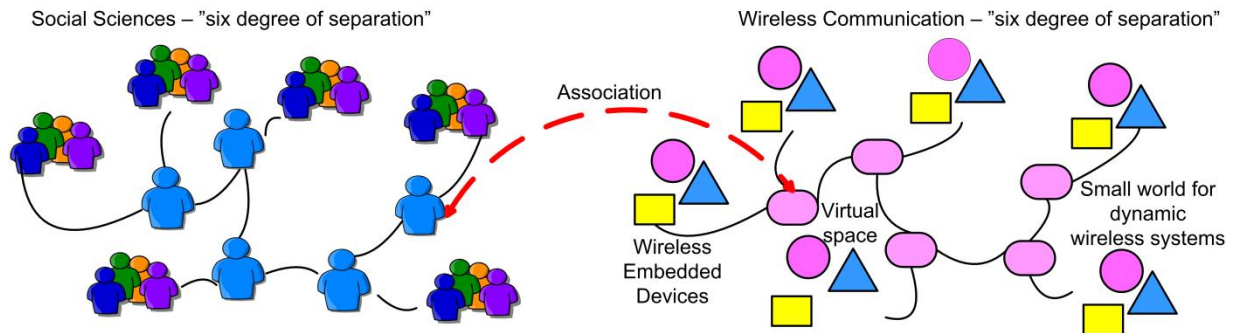 Social Sciences – "six degree of separation"
Wireless Communication – "six degree of separation"
Association
Wireless
Embedded
Devices
Virtual
space
Small world for
dynamic
wireless systems